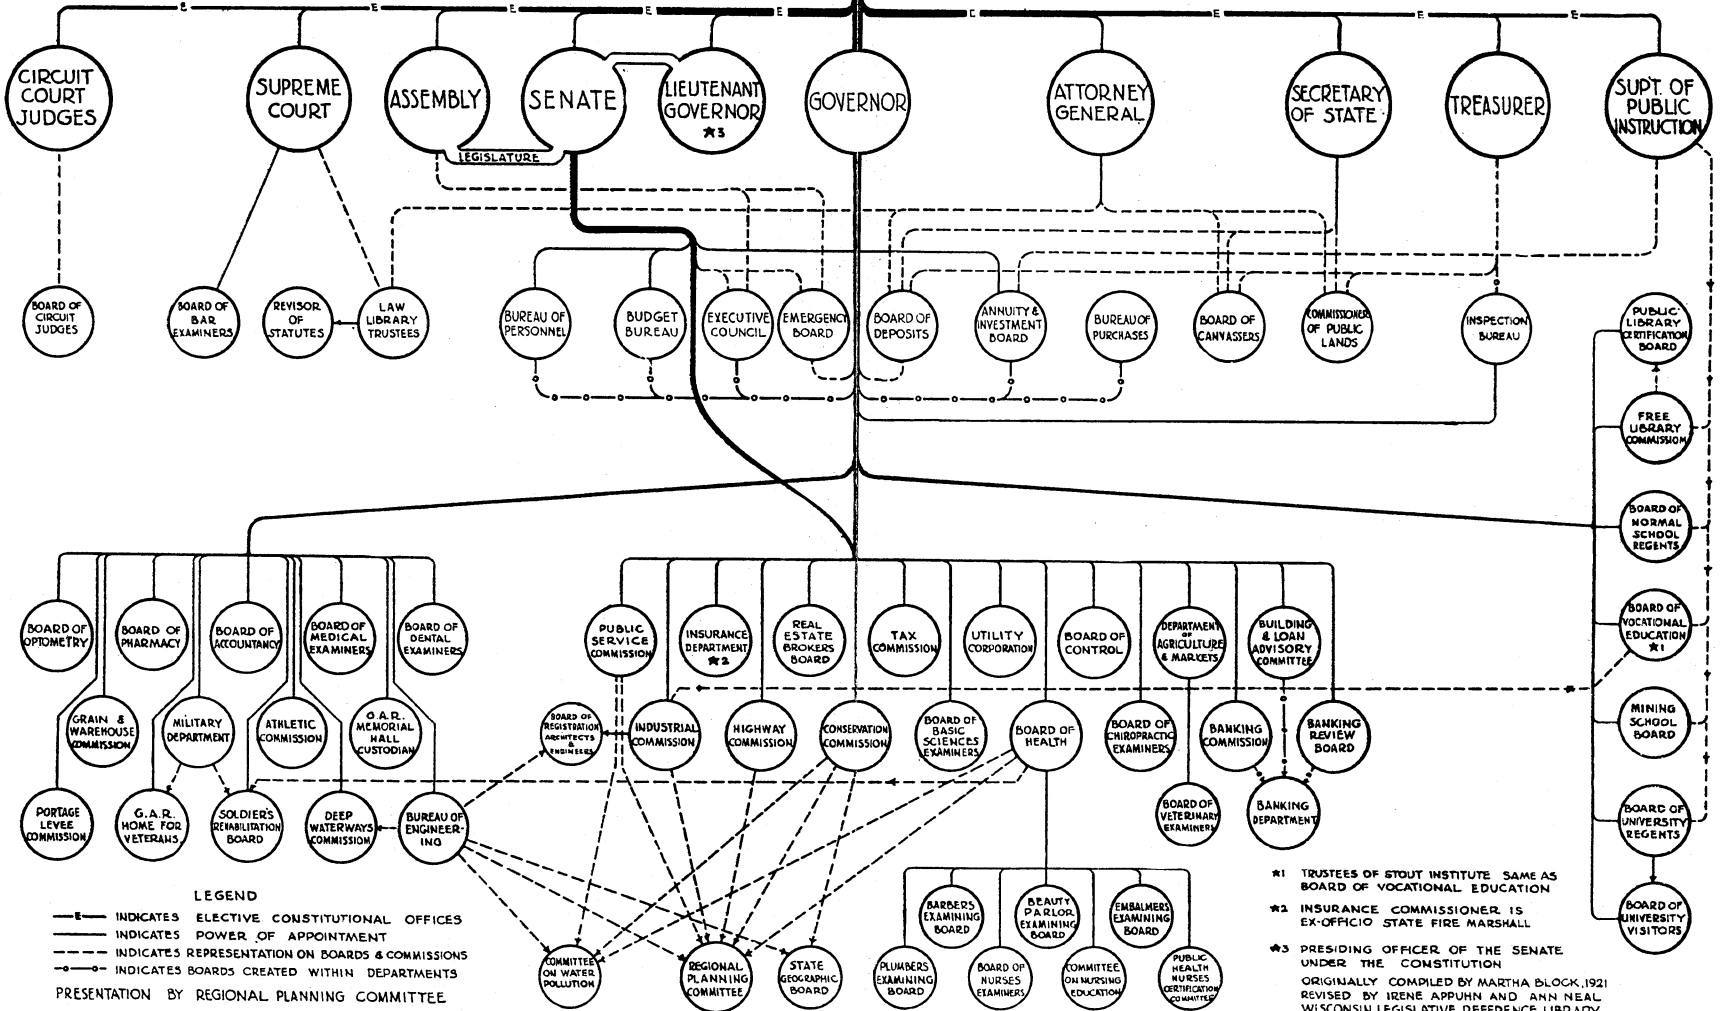 E E E E E E E E E
CIRCUIT
COURT
JUDGES
SUPREME
COURT
ASSEMBLY
SENATE
LEGISLATURE
LIEUTENANT
GOVERNOR
★3
GOVERNOR
ATTORNEY
GENERAL
SECRETARY
OF STATE
TREASURER
SUPT. OF
PUBLIC
INSTRUCTION
BOARD OF
CIRCUIT
JUDGES
BOARD OF
BAR
EXAMINERS
REVISOR
OF
STATUTES
LAW
LIBRARY
TRUSTEES
BUREAU OF
PERSONNEL
BUDGET
BUREAU
EXECUTIVE
COUNCIL
EMERGENCY
BOARD
BOARD OF
DEPOSITS
ANNUITY &
INVESTMENT
BOARD
BUREAU OF
PURCHASES
BOARD OF
CANVASSERS
COMMISSIONER
OF PUBLIC
LANDS
INSPECTION
BUREAU
PUBLIC
LIBRARY
CERTIFICATION
BOARD
FREE
LIBRARY
COMMISSION
BOARD OF
NORMAL
SCHOOL
REGENTS
BOARD OF
VOCATIONAL
EDUCATION
★1
MINING
SCHOOL
BOARD
BOARD OF
UNIVERSITY
REGENTS
BOARD OF
UNIVERSITY
VISITORS
BOARD OF
OPTOMETRY
BOARD OF
PHARMACY
BOARD OF
ACCOUNTANCY
BOARD OF
MEDICAL
EXAMINERS
BOARD OF
DENTAL
EXAMINERS
GRAIN &
WAREHOUSE
COMMISSION
MILITARY
DEPARTMENT
ATHLETIC
COMMISSION
G.A.R.
MEMORIAL
HALL
CUSTODIAN
PORTAGE
LEVEE
COMMISSION
G.A.R.
HOME FOR
VETERANS
SOLDIER'S
REHABILITATION
BOARD
DEEP
WATERWAYS
COMMISSION
BUREAU OF
ENGINEER-
ING
PUBLIC
SERVICE
COMMISSION
INSURANCE
DEPARTMENT
★2
REAL
ESTATE
BROKERS
BOARD
TAX
COMMISSION
UTILITY
CORPORATION
BOARD OF
CONTROL
DEPARTMENT
OF
AGRICULTURE
& MARKETS
BUILDING
& LOAN
ADVISORY
COMMITTEE
BOARD OF
REGISTRATION
ARCHITECTS
&
ENGINEERS
INDUSTRIAL
COMMISSION
HIGHWAY
COMMISSION
CONSERVATION
COMMISSION
BOARD OF
BASIC
SCIENCES
EXAMINERS
BOARD OF
HEALTH
BOARD OF
CHIROPRACTIC
EXAMINERS
BANKING
COMMISSION
BANKING
REVIEW
BOARD
BOARD OF
VETERINARY
EXAMINERS
BANKING
DEPARTMENT
BARBERS
EXAMINING
BOARD
BEAUTY
PARLOR
EXAMINING
BOARD
EMBALMERS
EXAMINING
BOARD
COMMITTEE
ON WATER
POLLUTION
REGIONAL
PLANNING
COMMITTEE
STATE
GEOGRAPHIC
BOARD
PLUMBERS
EXAMINING
BOARD
BOARD OF
NURSES
EXAMINERS
COMMITTEE
ON NURSING
EDUCATION
PUBLIC
HEALTH
NURSES
CERTIFICATION
COMMITTEE
LEGEND
E INDICATES ELECTIVE CONSTITUTIONAL OFFICES
INDICATES POWER OF APPOINTMENT
INDICATES REPRESENTATION ON BOARDS & COMMISSIONS
INDICATES BOARDS CREATED WITHIN DEPARTMENTS
PRESENTATION BY REGIONAL PLANNING COMMITTEE
★1 TRUSTEES OF STOUT INSTITUTE SAME AS
BOARD OF VOCATIONAL EDUCATION
★2 INSURANCE COMMISSIONER IS
EX-OFFICIO STATE FIRE MARSHALL
★3 PRESIDING OFFICER OF THE SENATE
UNDER THE CONSTITUTION
ORIGINALLY COMPILED BY MARTHA BLOCK, 1921
REVISED BY IRENE APPUHN AND ANN NEAL
WISCONSIN LEGISLATIVE REFERENCE LIBRARY